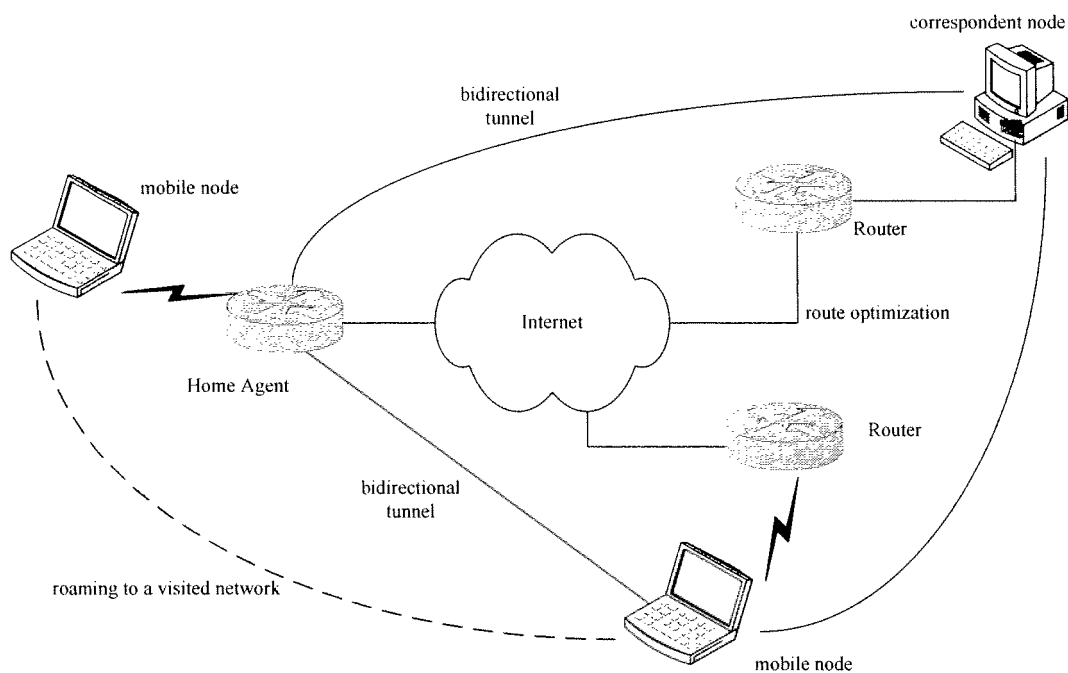 correspondent node
bidirectional
tunnel
mobile node
Router
Internet
route optimization
Home Agent
Router
bidirectional
tunnel
roaming to a visited network
mobile node